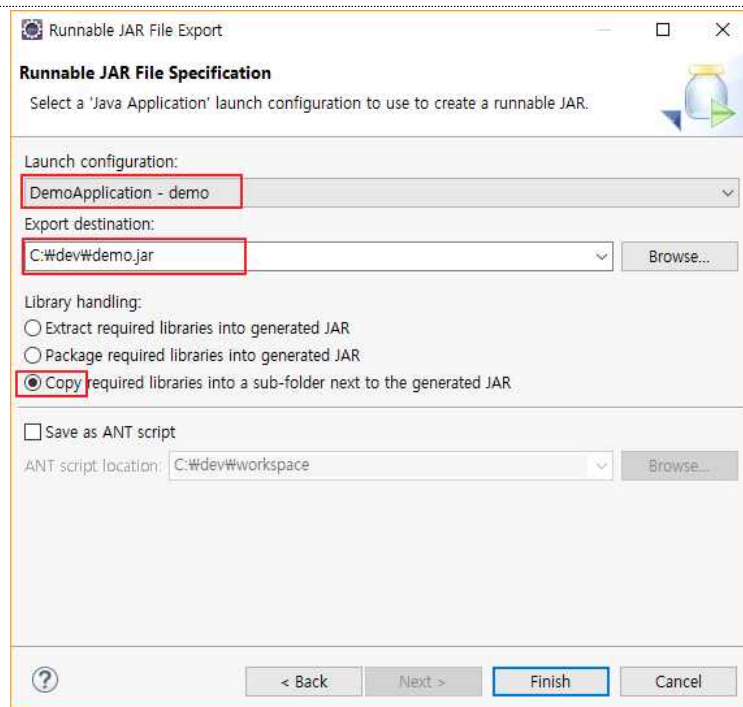 Runnable JAR File Export
Runnable JAR File Specification
Select a 'Java Application' launch configuration to use to create a runnable JAR.
Launch configuration:
DemoApplication - demo
Export destination:
C:₩dev₩demo.jar
Browse...
Library handling:
Extract required libraries into generated JAR
Package required libraries into generated JAR
Copy required libraries into a sub-folder next to the generated JAR
Save as ANT script
ANT script location: C:₩dev₩workspace Browse...
? < Back Next > Finish Cancel